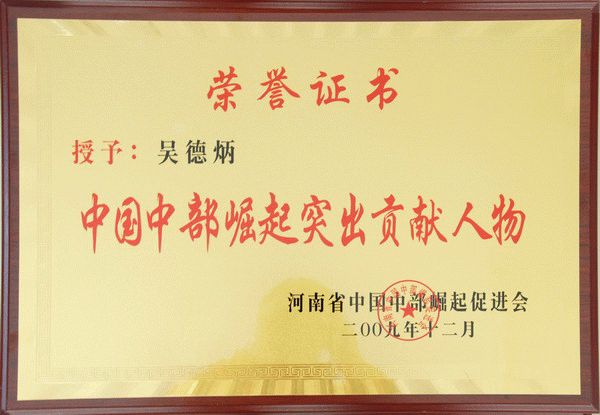 荣誉证书
授予：吴德炳
中国中部崛起突出贡献人物
河南省中国中部崛起促进会
二00九年十二月